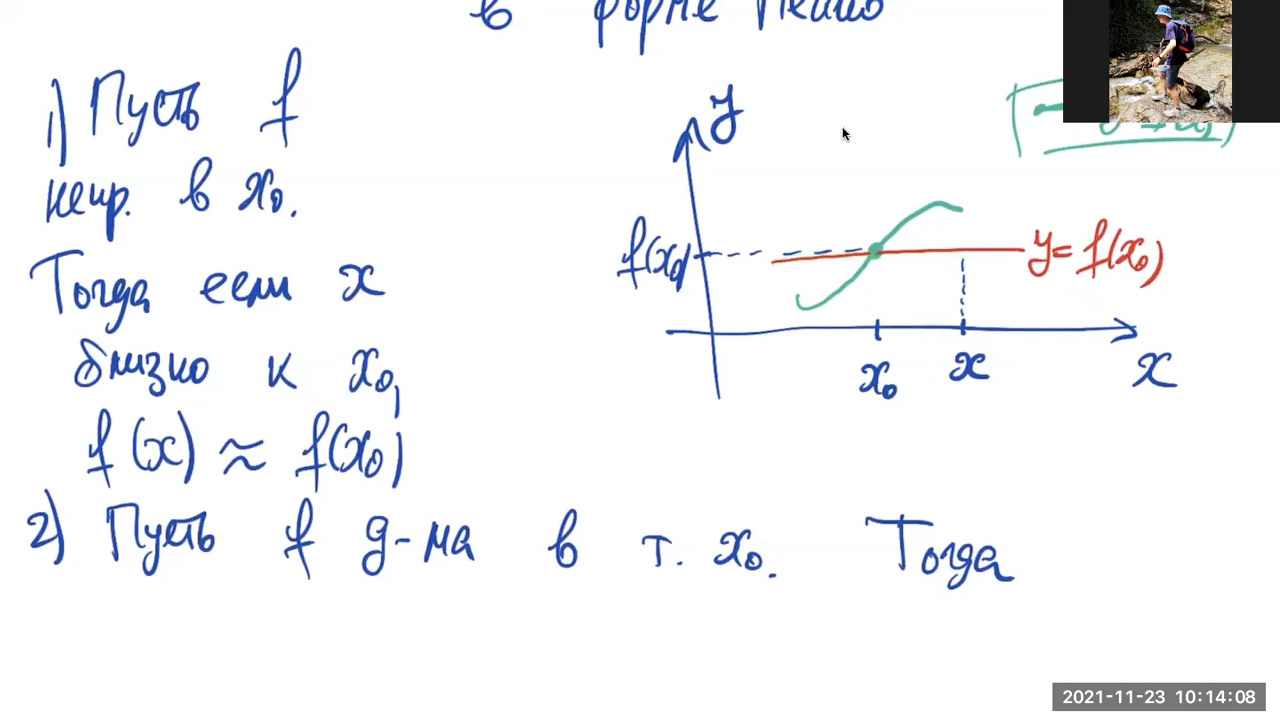 в форме Пеано
1) Пусть f
непр. в x₀.
Тогда если x
близко к x₀,
f(x) ≈ f(x₀)
2) Пусть f д-ма в т. x₀. Тогда
y
f(x₀)
y = f(x₀)
x₀ x x
2021-11-23 10:14:08